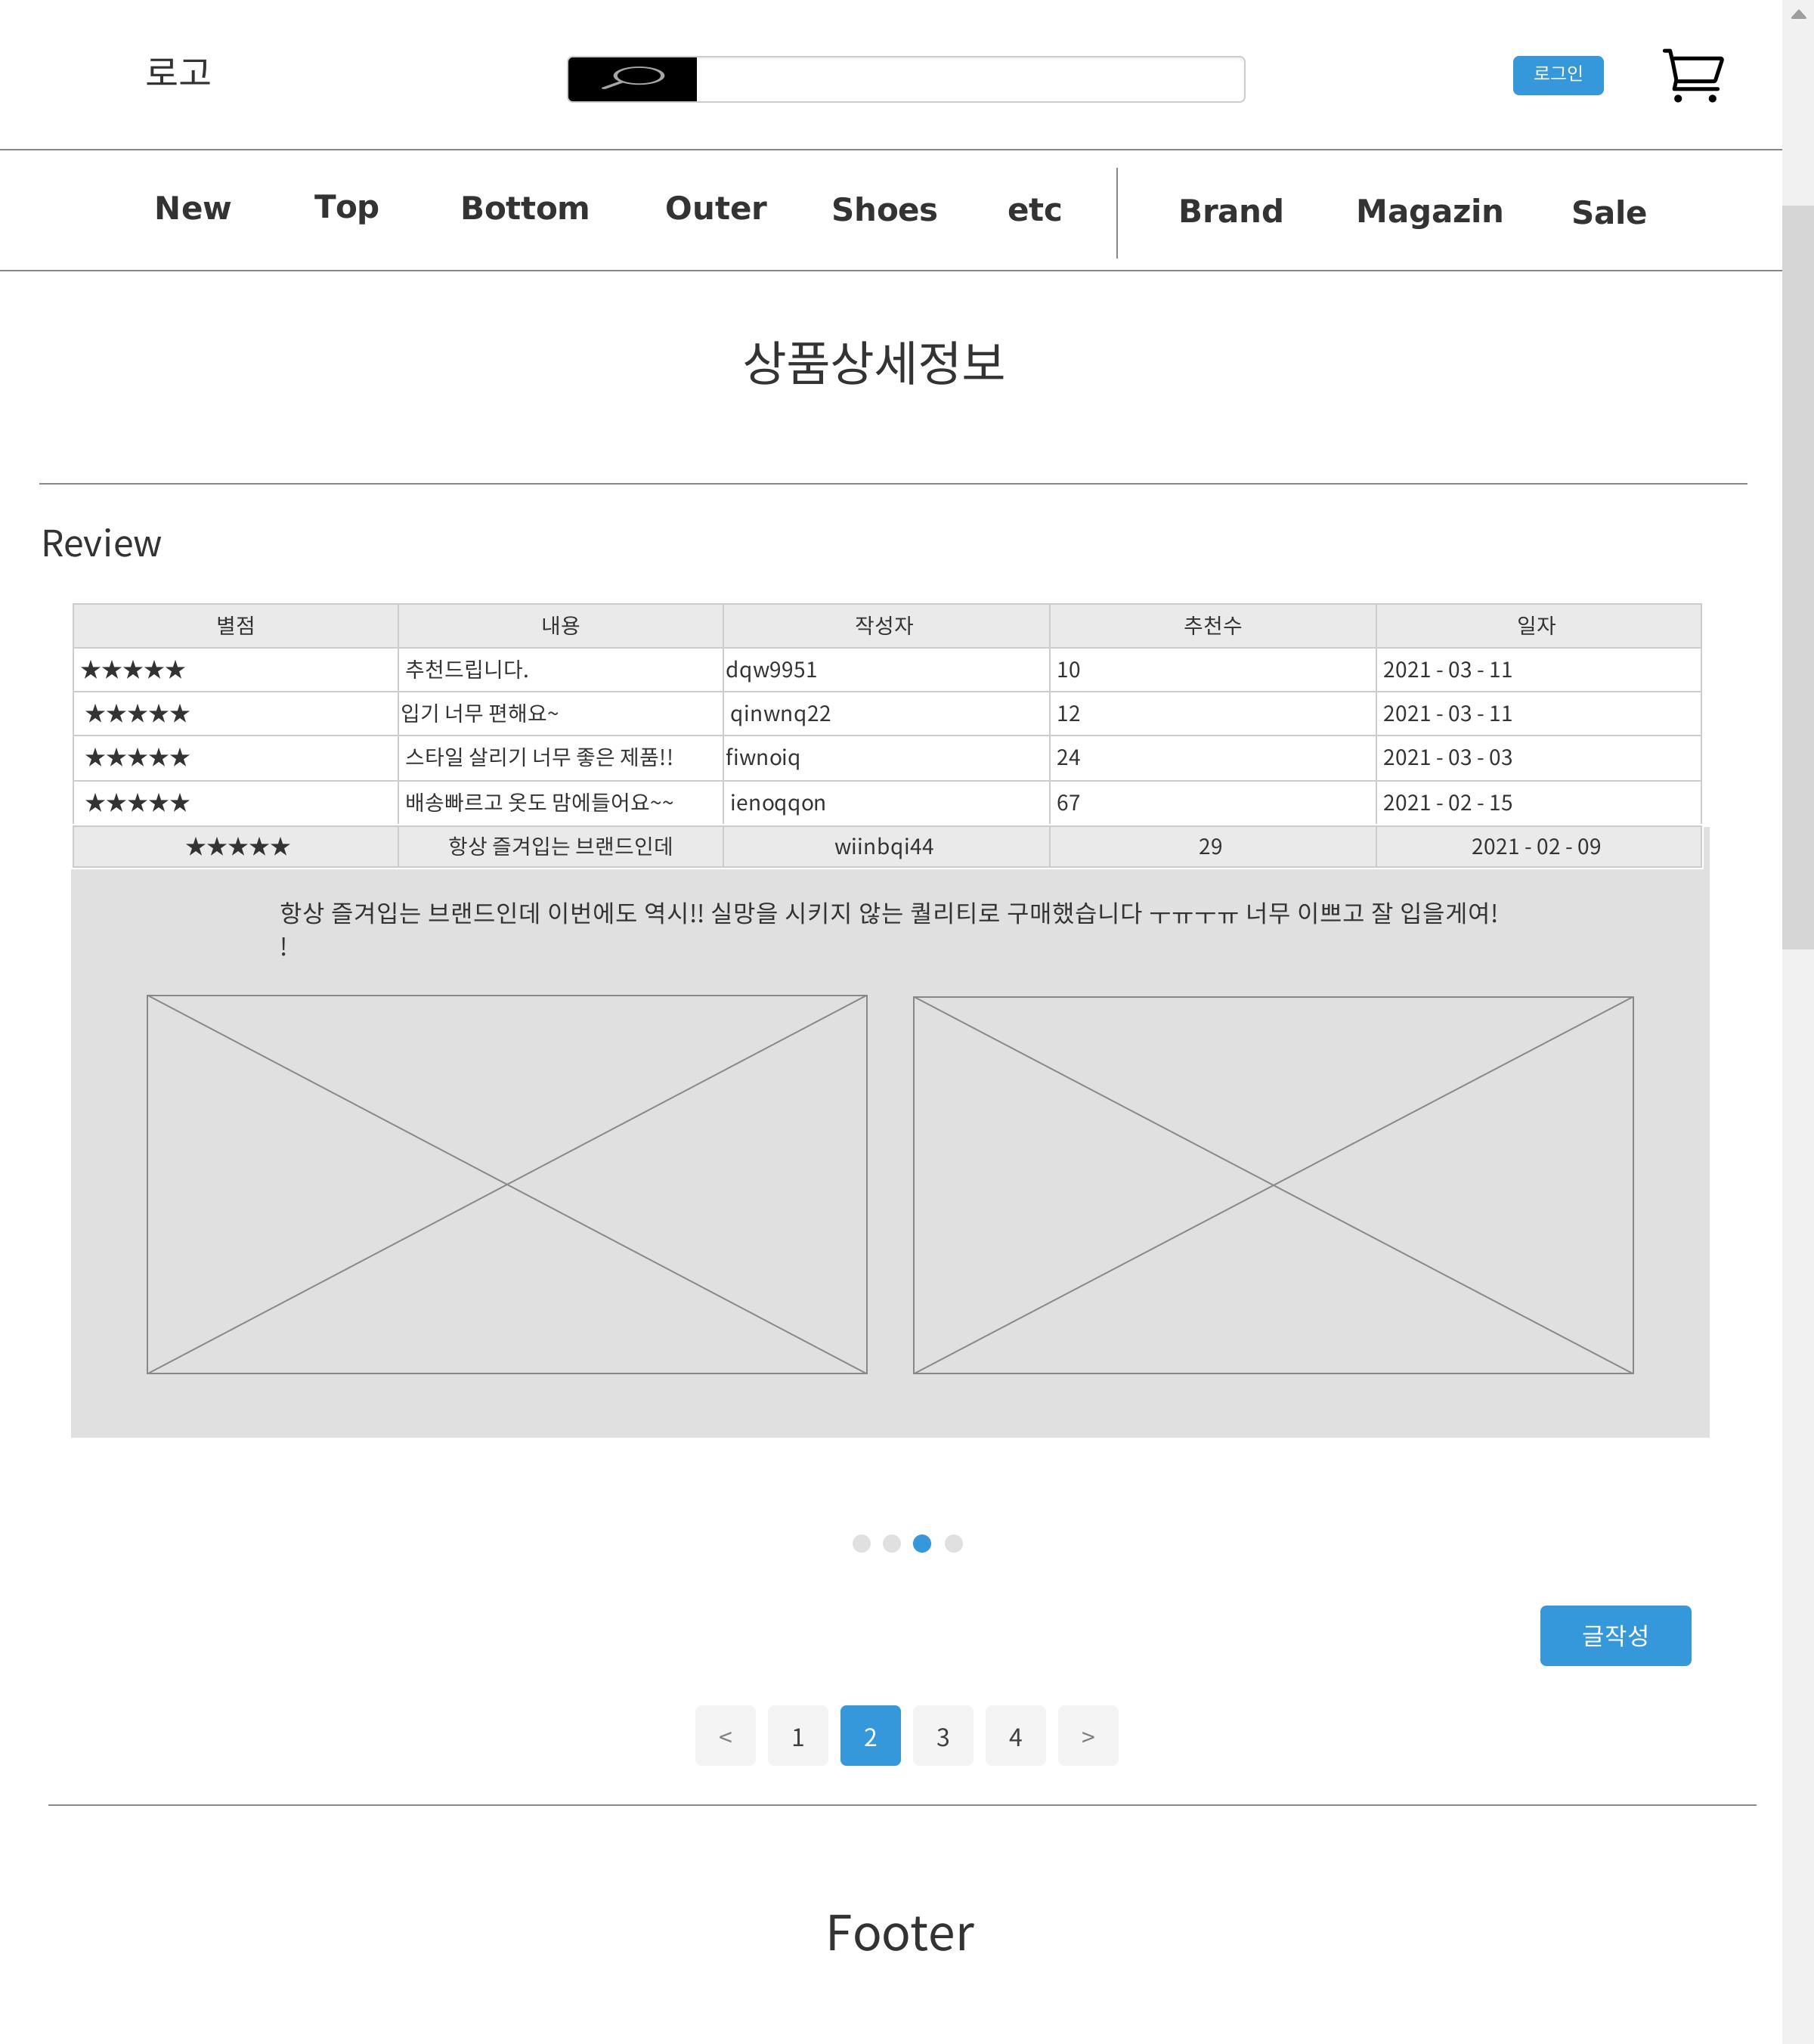 로고
로그인
New Top Bottom Outer Shoes etc Brand Magazin Sale
상품상세정보
Review
별점 내용 작성자 추천수 일자
★★★★★ 추천드립니다. dqw9951 10 2021 - 03 - 11
★★★★★ 입기 너무 편해요~ qinwnq22 12 2021 - 03 - 11
★★★★★ 스타일 살리기 너무 좋은 제품!! fiwnoiq 24 2021 - 03 - 03
★★★★★ 배송빠르고 옷도 맘에들어요~~ ienoqqon 67 2021 - 02 - 15
★★★★★ 항상 즐겨입는 브랜드인데 wiinbqi44 29 2021 - 02 - 09
항상 즐겨입는 브랜드인데 이번에도 역시!! 실망을 시키지 않는 퀄리티로 구매했습니다 ㅜㅠㅜㅠ 너무 이쁘고 잘 입을게여!
!
글작성
< 1 2 3 4 >
Footer